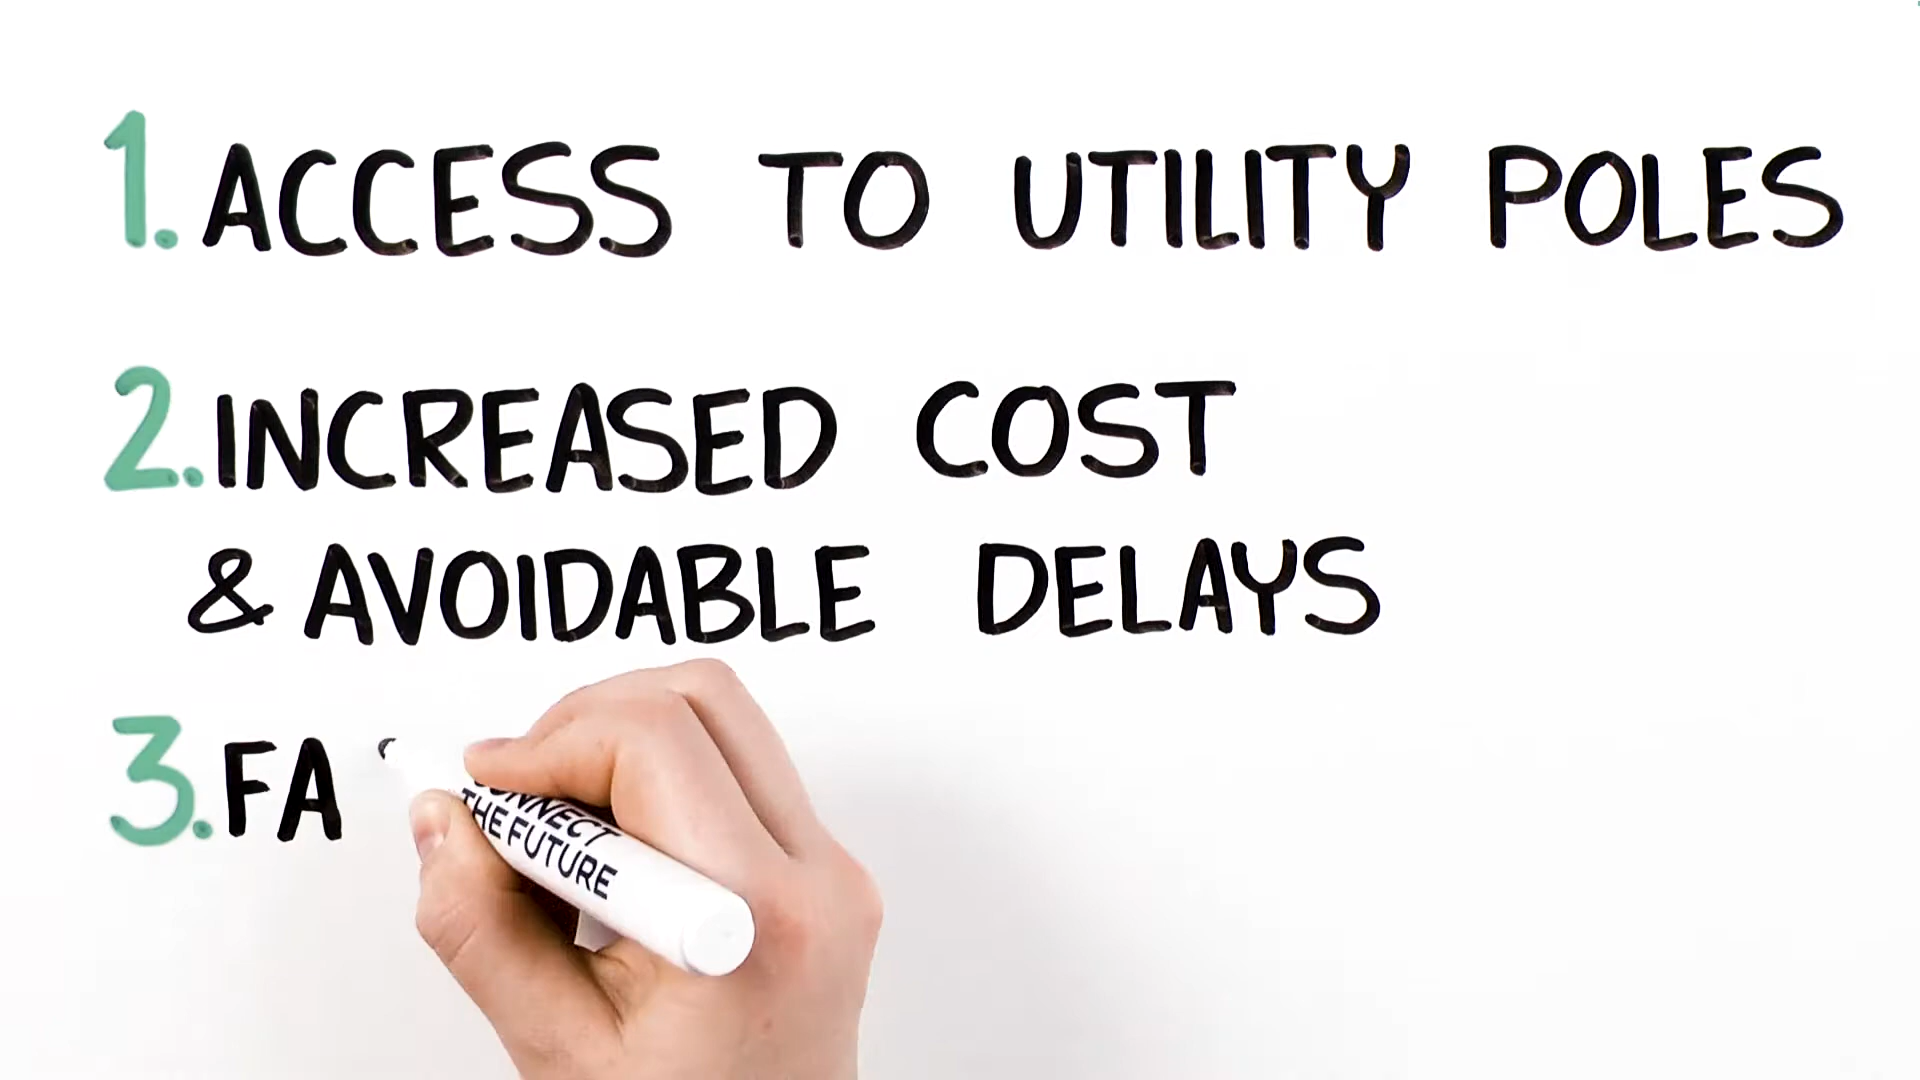 1. ACCESS TO UTILITY POLES
2. INCREASED COST
& AVOIDABLE DELAYS
3. FA
THE FUTURE